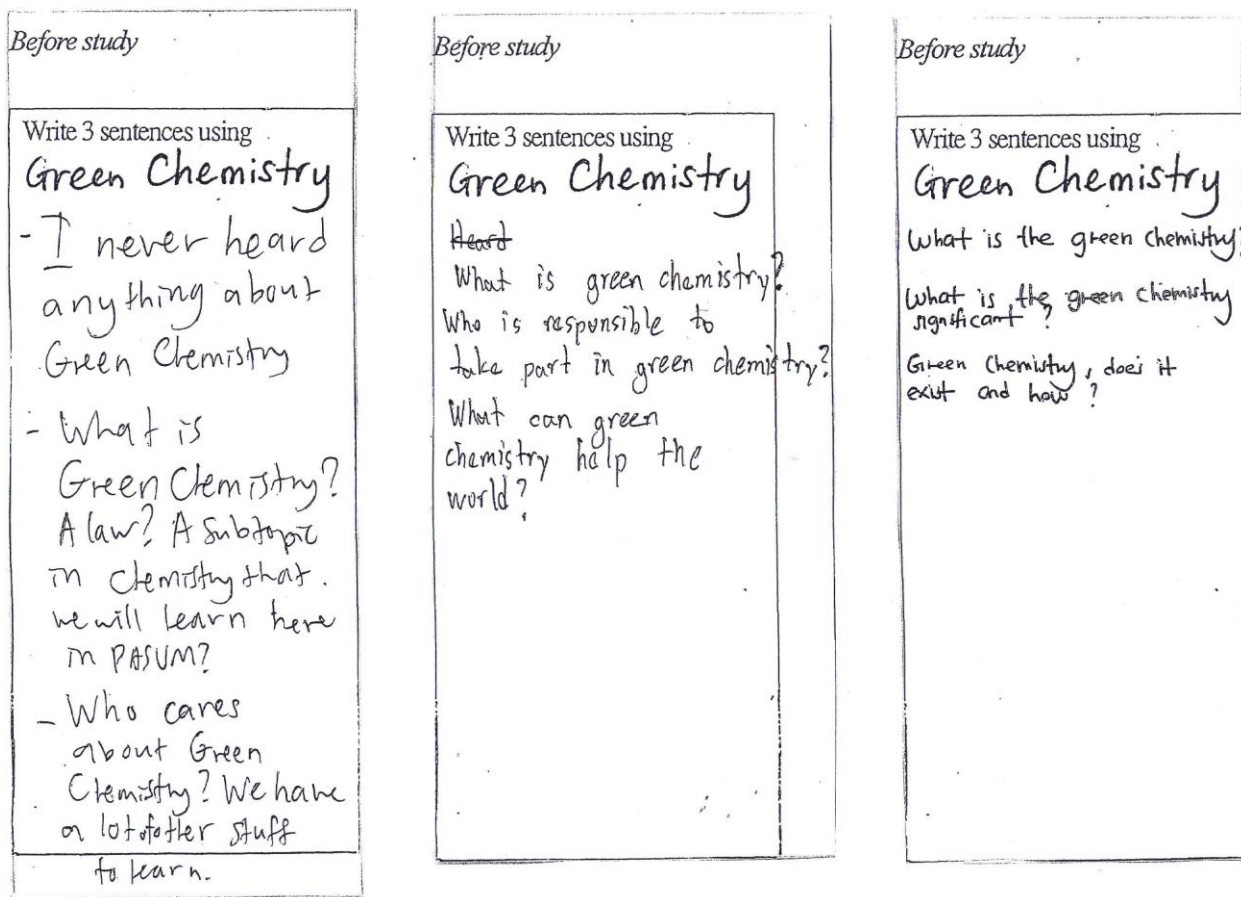 Before study
Write 3 sentences using
Green Chemistry
- I never heard
anything about
Green Chemistry
- What is
Green Chemistry?
A law? A subtopic
in chemistry that
we will learn here
in PASUM?
- Who cares
about Green
Chemistry? We have
a lot of other stuff
to learn.
Before study
Write 3 sentences using
Green Chemistry
Heard
What is green chemistry?
Who is responsible to
take part in green chemistry?
What can green
chemistry help the
world?
Before study
Write 3 sentences using
Green Chemistry
What is the green chemistry?
What is the green chemistry
significant ?
Green Chemistry, does it
exist and how ?